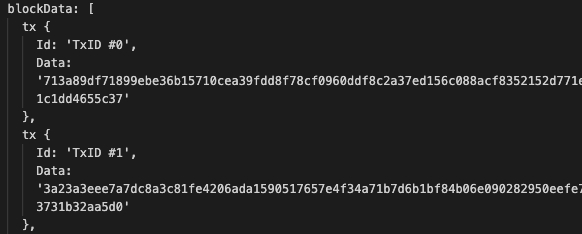 blockData: [
tx {
Id: 'TxID #0',
Data:
'713a89df71899ebe36b15710cea39fdd8f78cf0960ddf8c2a37ed156c088acf8352152d771e
1c1dd4655c37'
},
tx {
Id: 'TxID #1',
Data:
'3a23a3eee7a7dc8a3c81fe4206ada1590517657e4f34a71b7d6b1bf84b06e090282950eefe7
3731b32aa5d0'
},